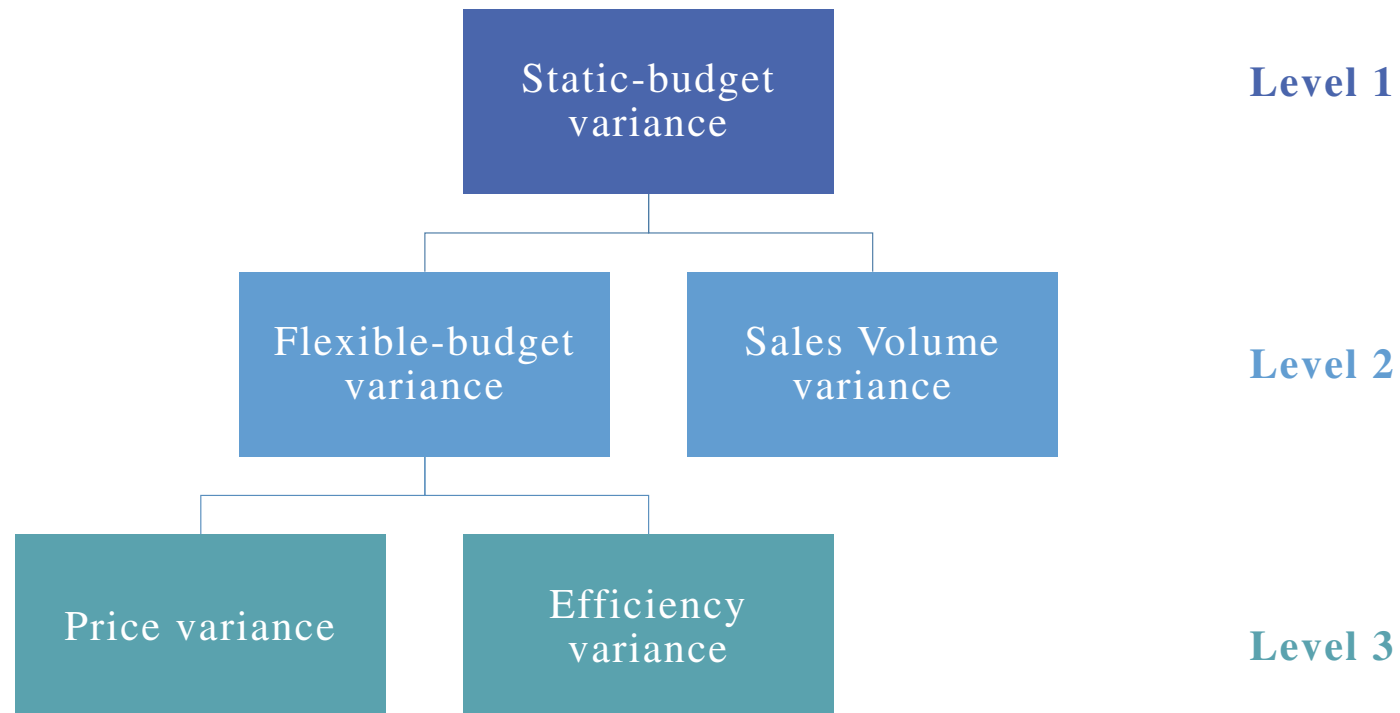 Static-budget
variance
Level 1
Flexible-budget
variance
Sales Volume
variance
Level 2
Price variance
Efficiency
variance
Level 3